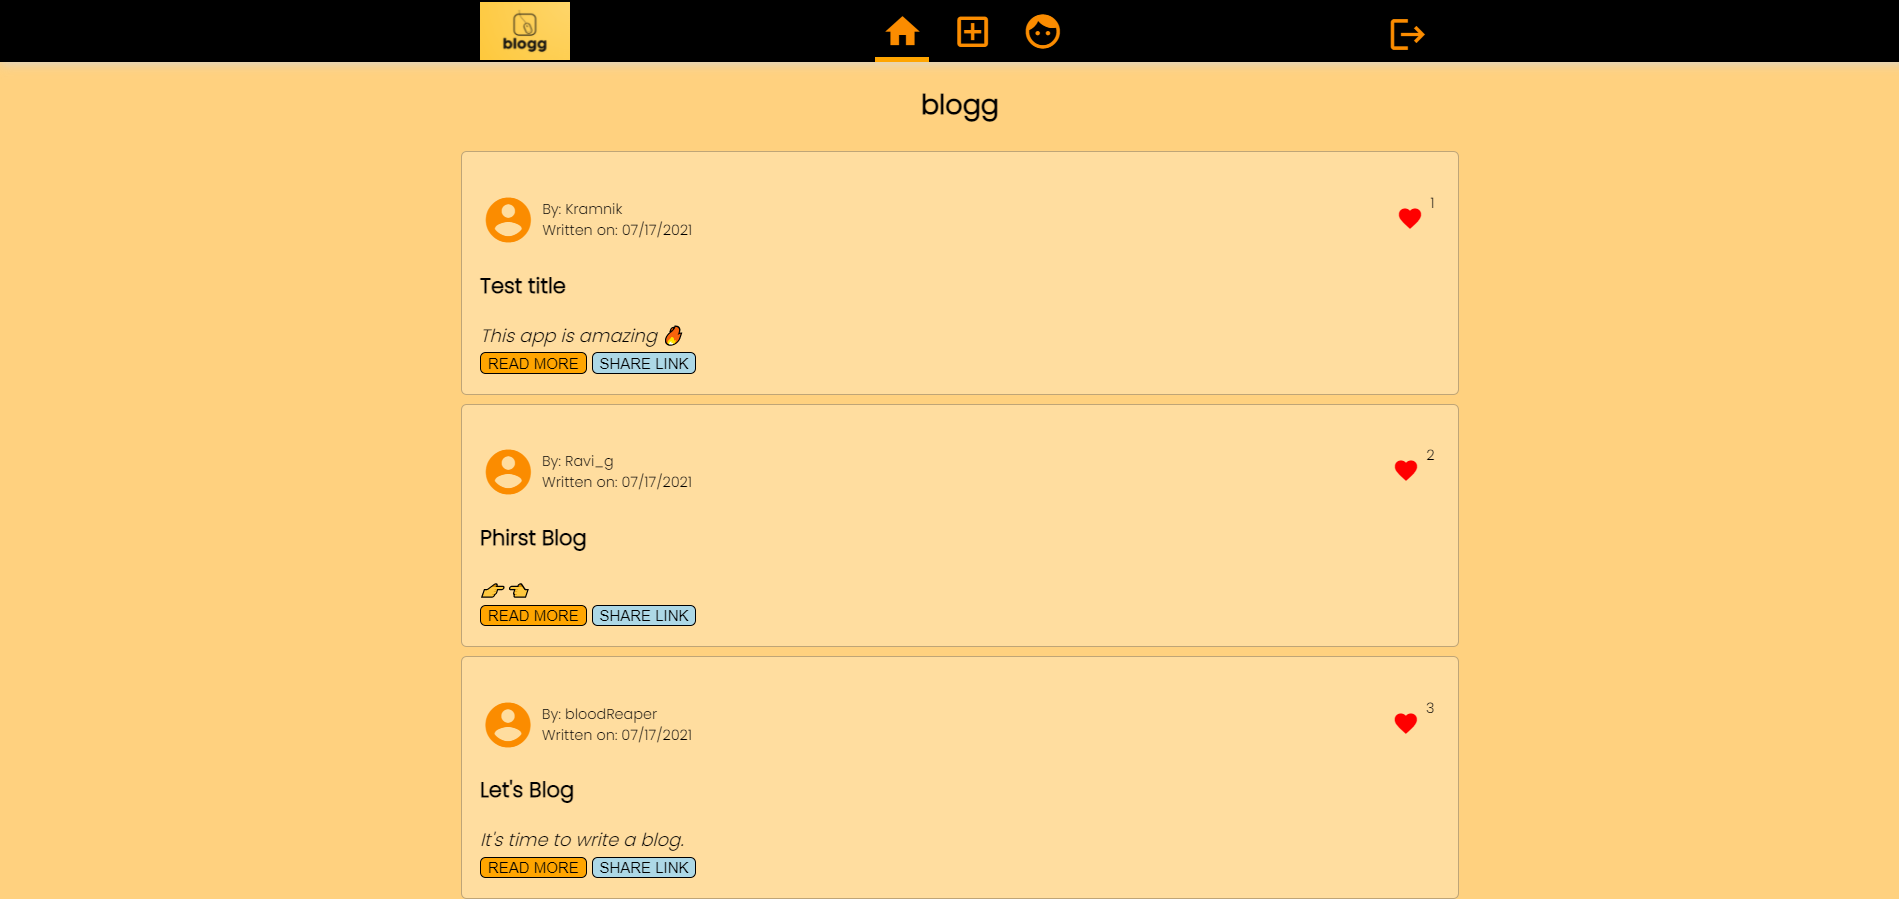 blogg
blogg
By: Kramnik
Written on: 07/17/2021
1
Test title
This app is amazing 🔥
READ MORE SHARE LINK
By: Ravi_g
Written on: 07/17/2021
2
Phirst Blog
👉👈
READ MORE SHARE LINK
By: bloodReaper
Written on: 07/17/2021
3
Let's Blog
It's time to write a blog.
READ MORE SHARE LINK